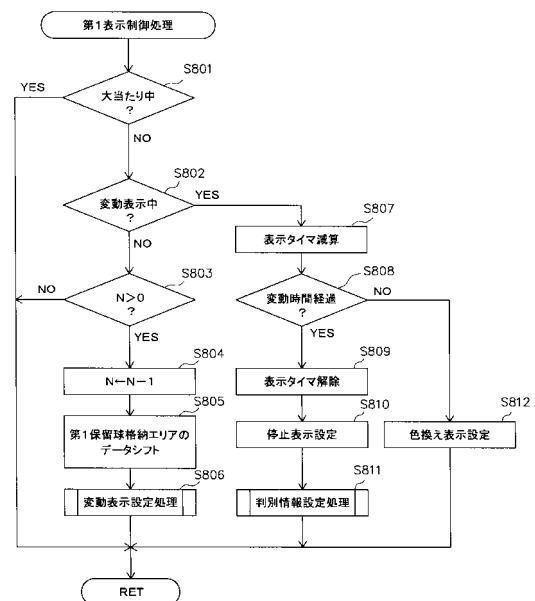 第1表示制御処理
S801
YES
大当たり中
?
NO
S802
変動表示中
?
YES
NO
S807
表示タイマ減算
S803
N>0
?
NO
YES
S808
変動時間経過
?
NO
YES
S804
N←N-1
S809
表示タイマ解除
S805
第1保留球格納エリアの
データシフト
S810
停止表示設定
S812
色換え表示設定
S806
変動表示設定処理
S811
判別情報設定処理
RET